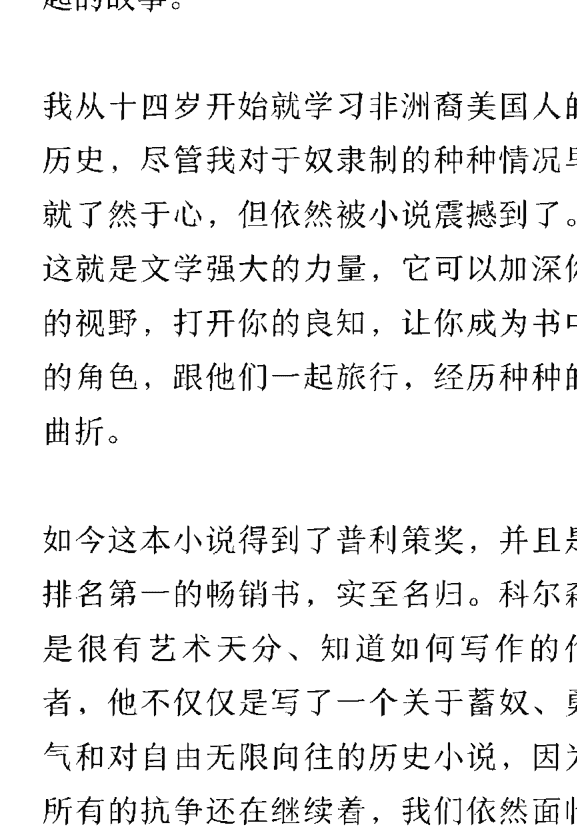 起的故事。
我从十四岁开始就学习非洲裔美国人的
历史，尽管我对于奴隶制的种种情况早
就了然于心，但依然被小说震撼到了。
这就是文学强大的力量，它可以加深你
的视野，打开你的良知，让你成为书中
的角色，跟他们一起旅行，经历种种的
曲折。
如今这本小说得到了普利策奖，并且是
排名第一的畅销书，实至名归。科尔森
是很有艺术天分、知道如何写作的作
者，他不仅仅是写了一个关于蓄奴、勇
气和对自由无限向往的历史小说，因为
所有的抗争还在继续着，我们依然面临